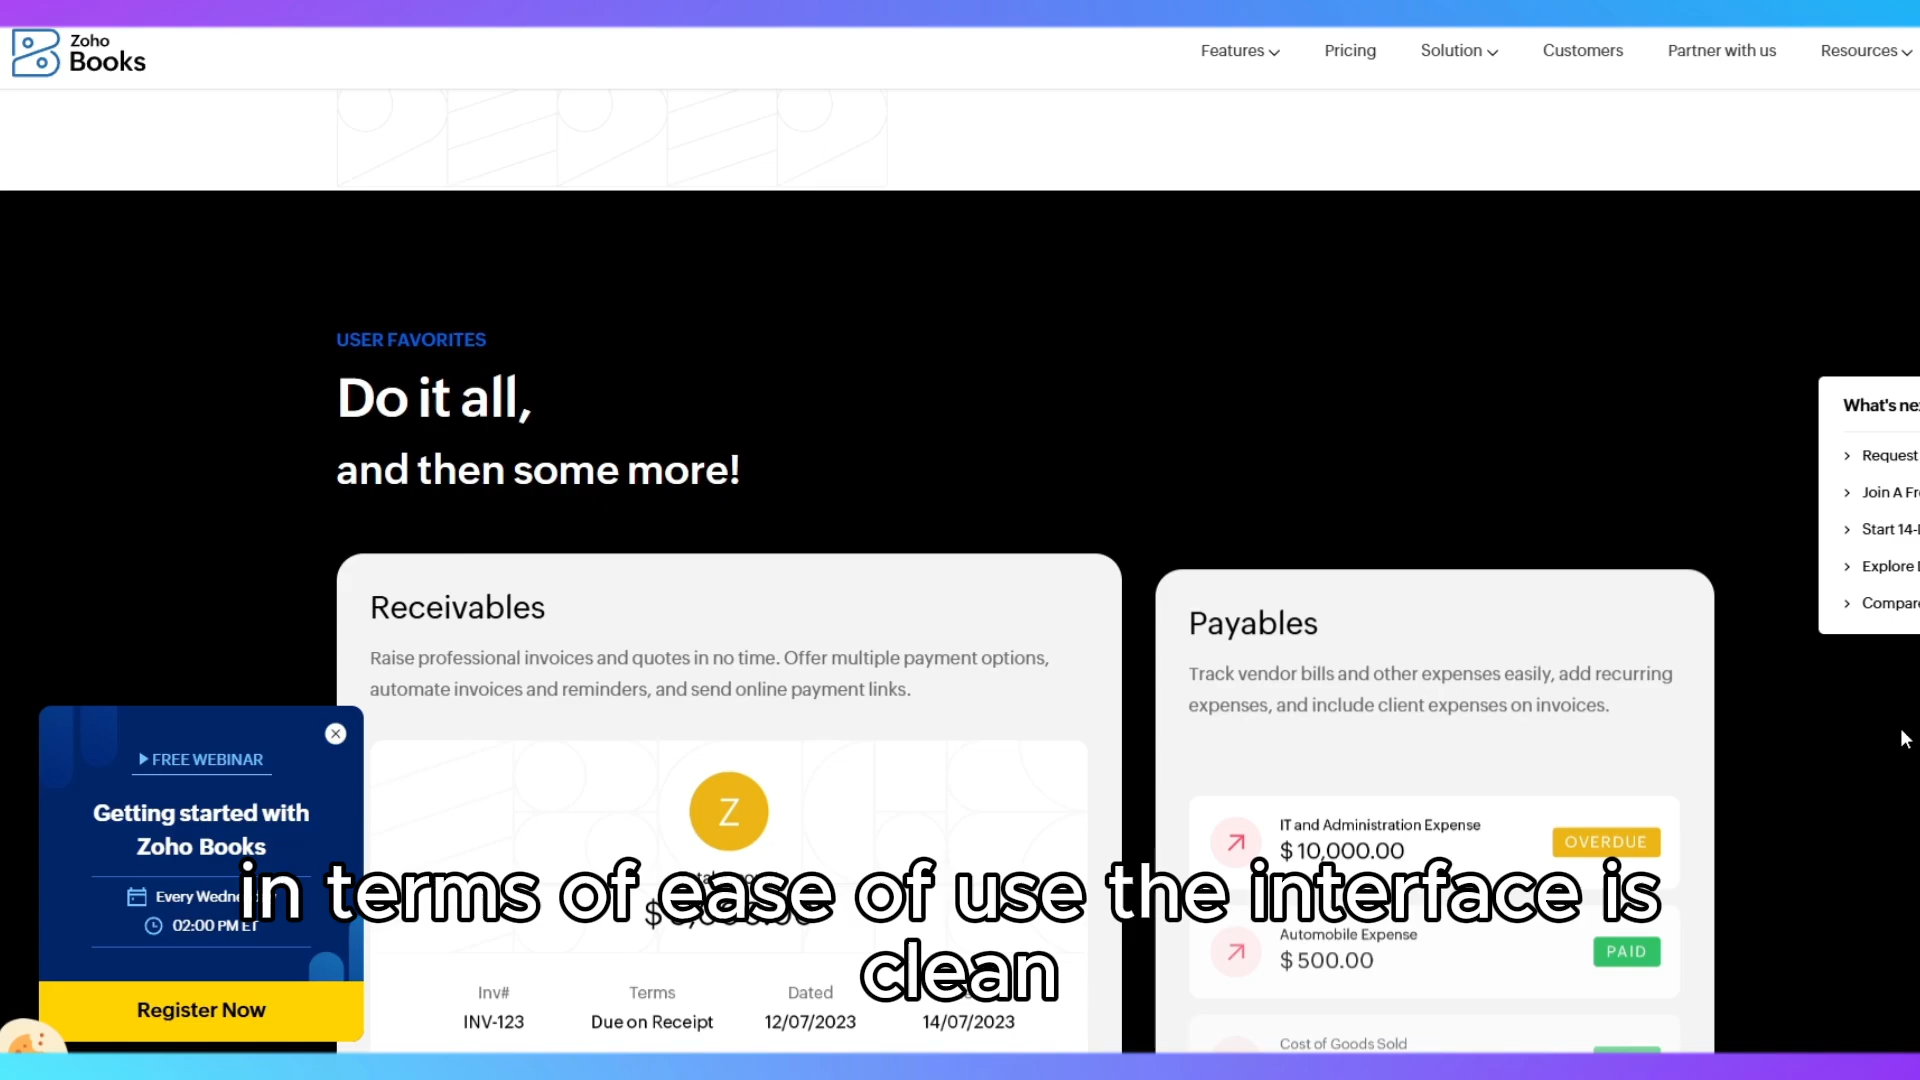 Zoho
Books
Features
Pricing
Solution
Customers
Partner with us
Resources
USER FAVORITES
Do it all,
and then some more!
What's ne
Request
Join A Fr
Start 14-
Explore
Compare
Receivables
Raise professional invoices and quotes in no time. Offer multiple payment options,
automate invoices and reminders, and send online payment links.
Payables
Track vendor bills and other expenses easily, add recurring
expenses, and include client expenses on invoices.
FREE WEBINAR
Getting started with
Zoho Books
Every Wedne
02:00 PM ET
Register Now
Z
IT and Administration Expense
$10,000.00
OVERDUE
in terms of ease of use the interface is
clean
Automobile Expense
$500.00
PAID
Inv#
Terms
Dated
INV-123
Due on Receipt
12/07/2023
14/07/2023
Cost of Goods Sold